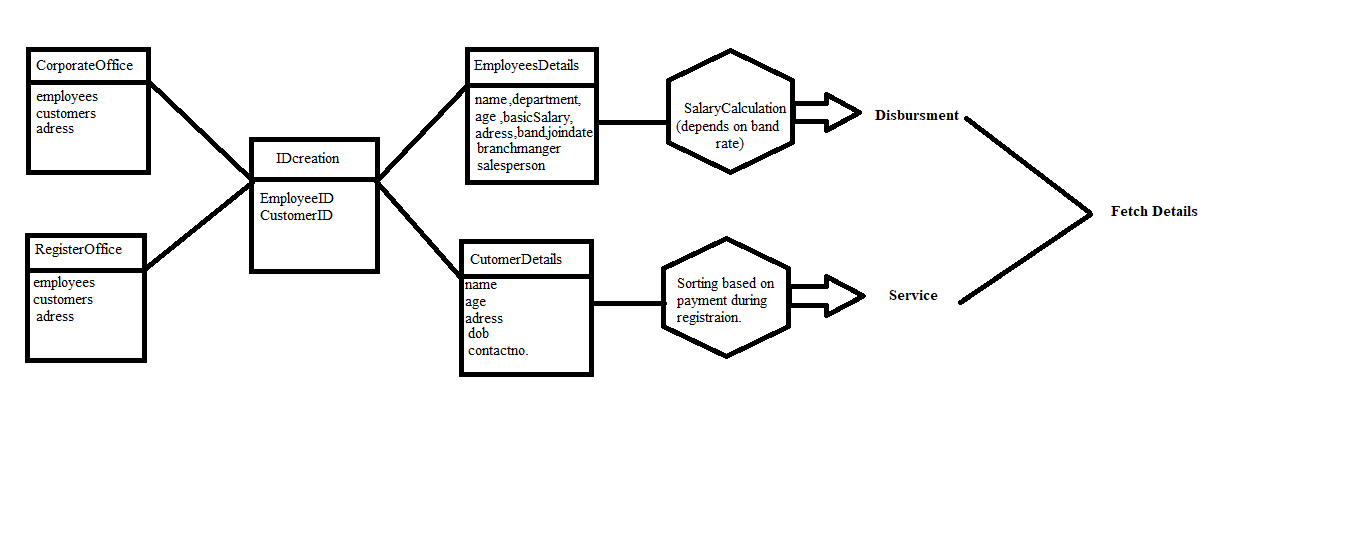 CorporateOffice
employees
customers
adress
RegisterOffice
employees
customers
adress
IDcreation
EmployeeID
CustomerID
EmployeesDetails
name ,department,
age ,basicSalary,
adress,band,joindate
branchmanger
salesperson
CutomerDetails
name
age
adress
dob
contactno.
SalaryCalculation
(depends on band
rate)
Disbursment
Sorting based on
payment during
registraion.
Service
Fetch Details